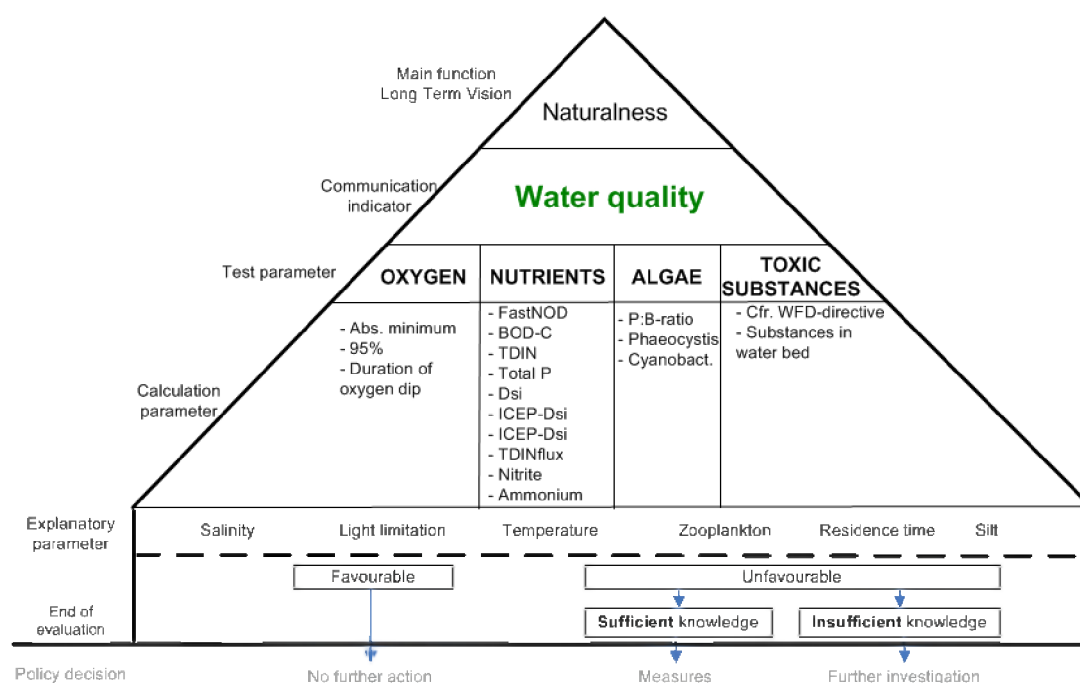 Main function
Long Term Vision
Naturalness
Communication
indicator
Water quality
Test parameter
OXYGEN
NUTRIENTS
ALGAE
TOXIC
SUBSTANCES
Calculation
parameter
- Abs. minimum
- 95%
- Duration of
oxygen dip
- FastNOD
- BOD-C
- TDIN
- Total P
- Dsi
- ICEP-Dsi
- ICEP-Dsi
- TDINflux
- Nitrite
- Ammonium
- P:B-ratio
- Phaeocystis
- Cyanobact.
- Cfr. WFD-directive
- Substances in
water bed
Explanatory
parameter
Salinity
Light limitation
Temperature
Zooplankton
Residence time
Silt
End of
evaluation
Favourable
Unfavourable
Sufficient knowledge
Insufficient knowledge
Policy decision
No further action
Measures
Further investigation